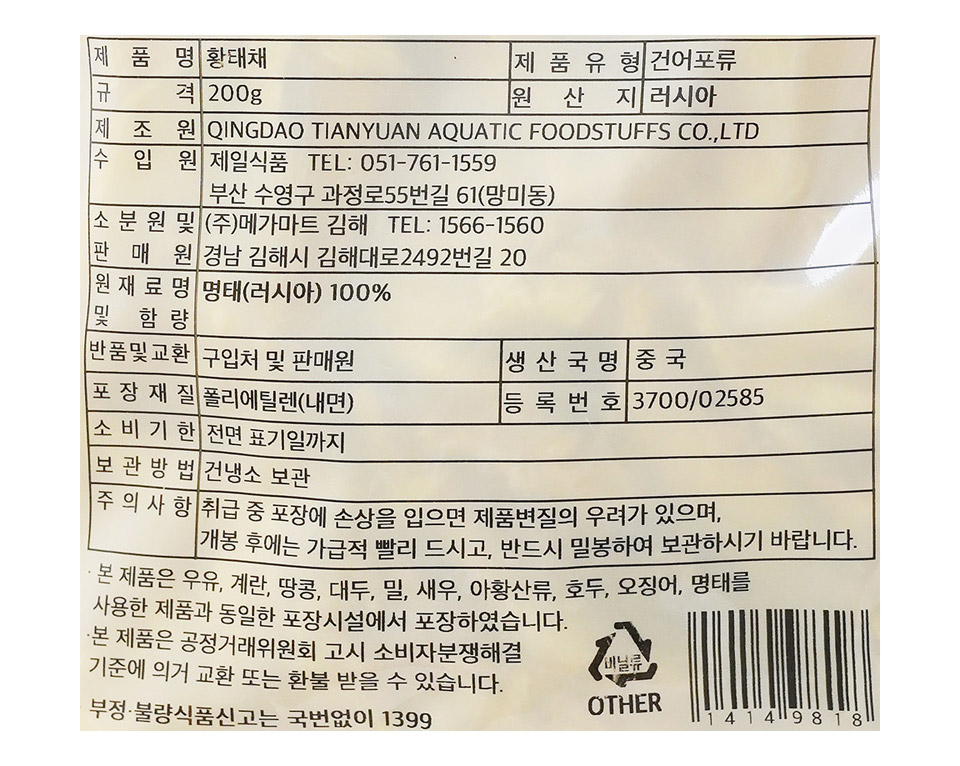 제 품 명 황태채 제 품 유 형 건어포류
규 격 200g 원 산 지 러시아
제 조 원 QINGDAO TIANYUAN AQUATIC FOODSTUFFS CO.,LTD
수 입 원 제일식품 TEL: 051-761-1559
부산 수영구 과정로55번길 61(망미동)
소 분 원 및 (주)메가마트 김해 TEL: 1566-1560
판 매 원 경남 김해시 김해대로2492번길 20
원 재 료 명 명태(러시아) 100%
및 함 량
반품및교환 구입처 및 판매원 생 산 국 명 중 국
포 장 재 질 폴리에틸렌(내면) 등 록 번 호 3700/02585
소 비 기 한 전면 표기일까지
보 관 방 법 건냉소 보관
주 의 사 항 취급 중 포장에 손상을 입으면 제품변질의 우려가 있으며,
개봉 후에는 가급적 빨리 드시고, 반드시 밀봉하여 보관하시기 바랍니다.
·본 제품은 우유, 계란, 땅콩, 대두, 밀, 새우, 아황산류, 호두, 오징어, 명태를
사용한 제품과 동일한 포장시설에서 포장하였습니다.
·본 제품은 공정거래위원회 고시 소비자분쟁해결
기준에 의거 교환 또는 환불 받을 수 있습니다.
·부정·불량식품신고는 국번없이 1399
비닐류
OTHER
14149818